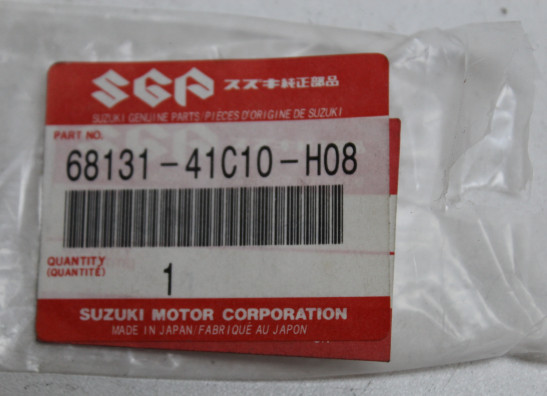 SGP スズキ純正部品
SUZUKI GENUINE PARTS/PIECES D'ORIGINE DE SUZUKI
PART NO.
68131-41C10-H08
QUANTITY
(QUANTITÉ)
1
SUZUKI MOTOR CORPORATION
MADE IN JAPAN/FABRIQUÉ AU JAPON